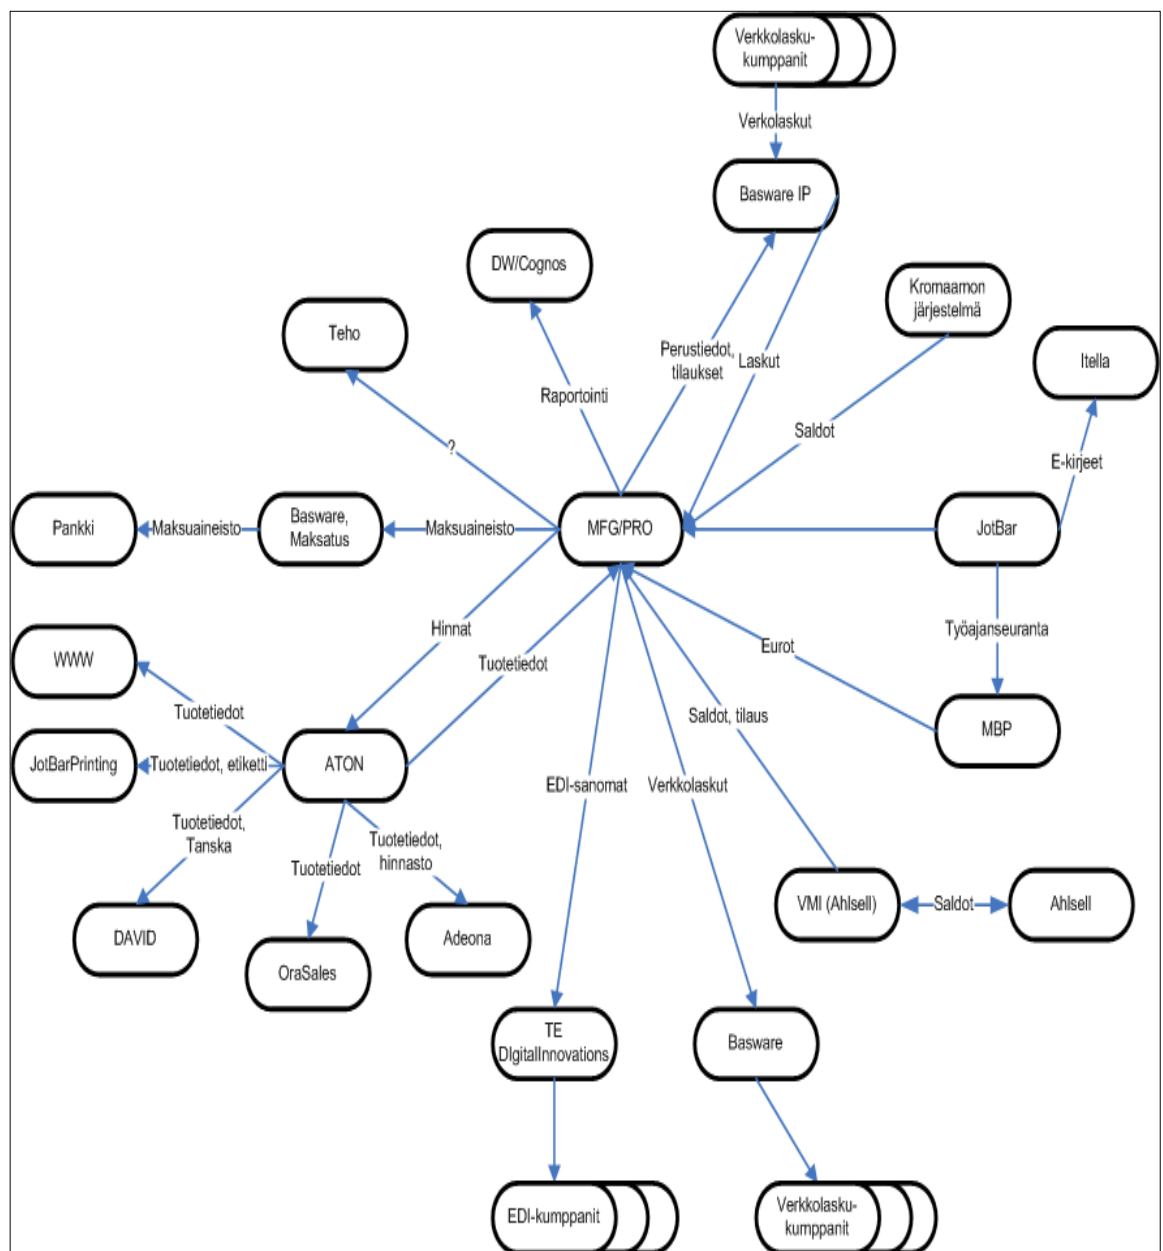 Verkkolasku-
kumppanit
Verkolaskut
Basware IP
DW/Cognos
Kromaamon
järjestelmä
Teho
Itella
Perustiedot,
tilaukset
Laskut
Raportointi
Saldot
?
E-kirjeet
Pankki
Maksuaineisto
Basware,
Maksatus
Maksuaineisto
MFG/PRO
JotBar
Hinnat
Työajanseuranta
Eurot
WWW
Tuotetiedot
Tuotetiedot
Saldot, tilaus
MBP
JotBarPrinting
Tuotetiedot, etiketti
ATON
EDI-sanomat
Verkkolaskut
Tuotetiedot,
Tanska
Tuotetiedot,
hinnasto
Tuotetiedot
VMI (Ahlsell)
Saldot
Ahlsell
DAVID
Adeona
OraSales
TE
DIgitalInnovations
Basware
EDI-kumppanit
Verkkolasku-
kumppanit